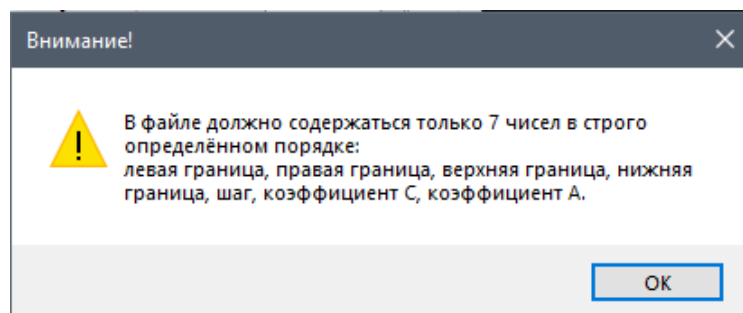 Внимание!
В файле должно содержаться только 7 чисел в строго
определённом порядке:
левая граница, правая граница, верхняя граница, нижняя
граница, шаг, коэффициент С, коэффициент А.
ОК